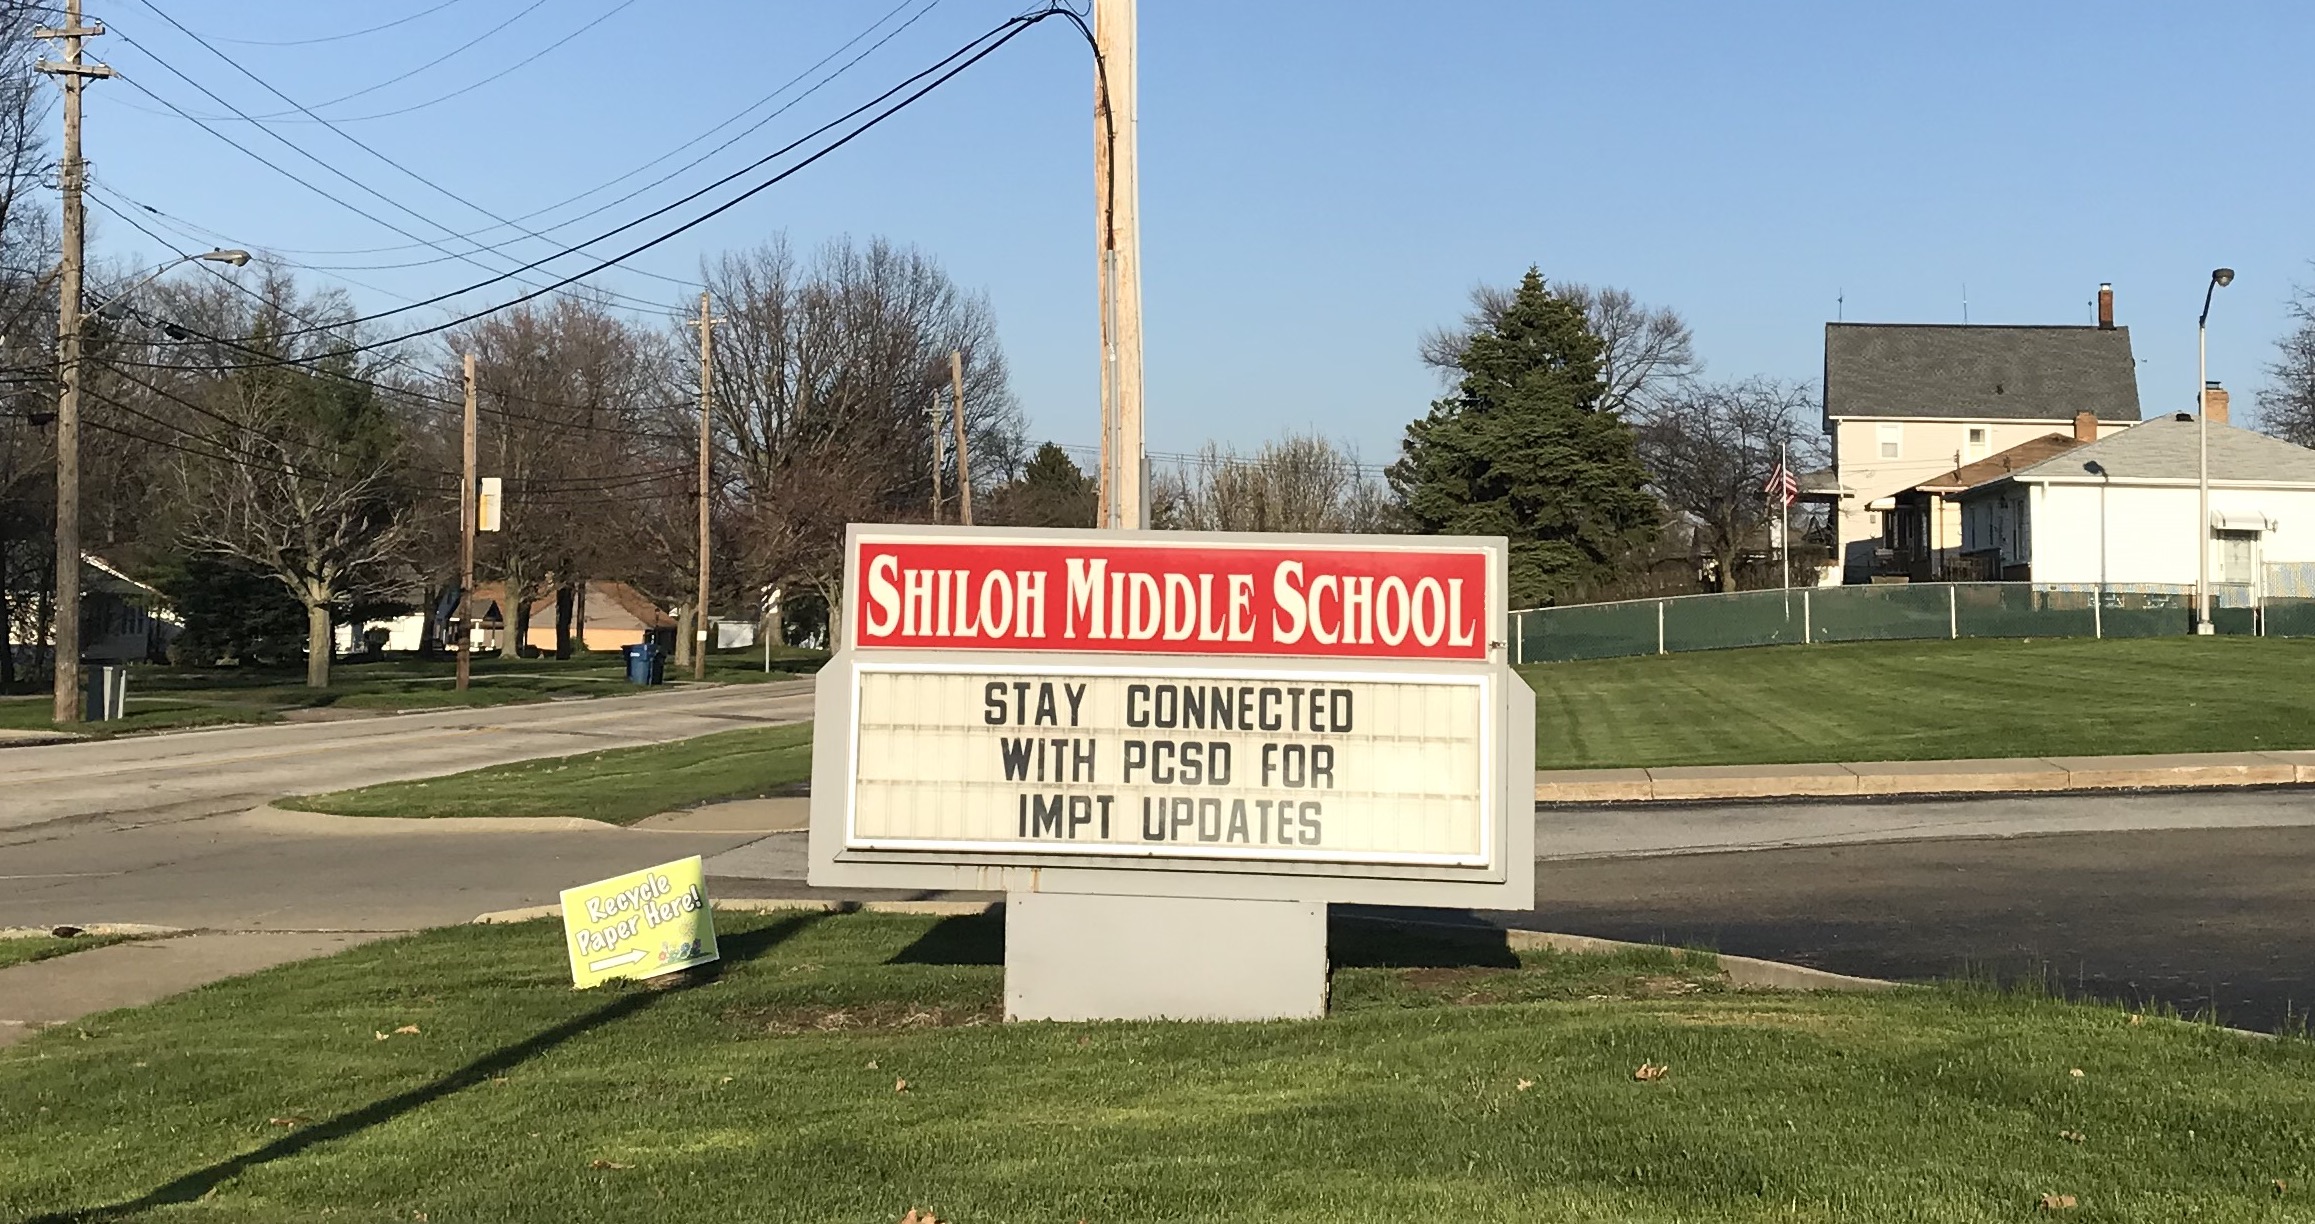 SHILOH MIDDLE SCHOOL
STAY CONNECTED
WITH PCSD FOR
IMPT UPDATES
Recycle
Paper Here!